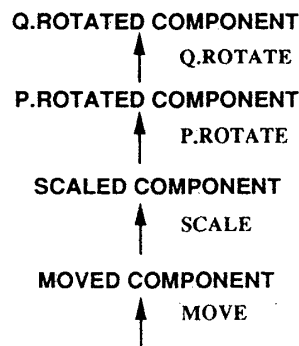 Q.ROTATED COMPONENT
Q.ROTATE
P.ROTATED COMPONENT
P.ROTATE
SCALED COMPONENT
SCALE
MOVED COMPONENT
MOVE